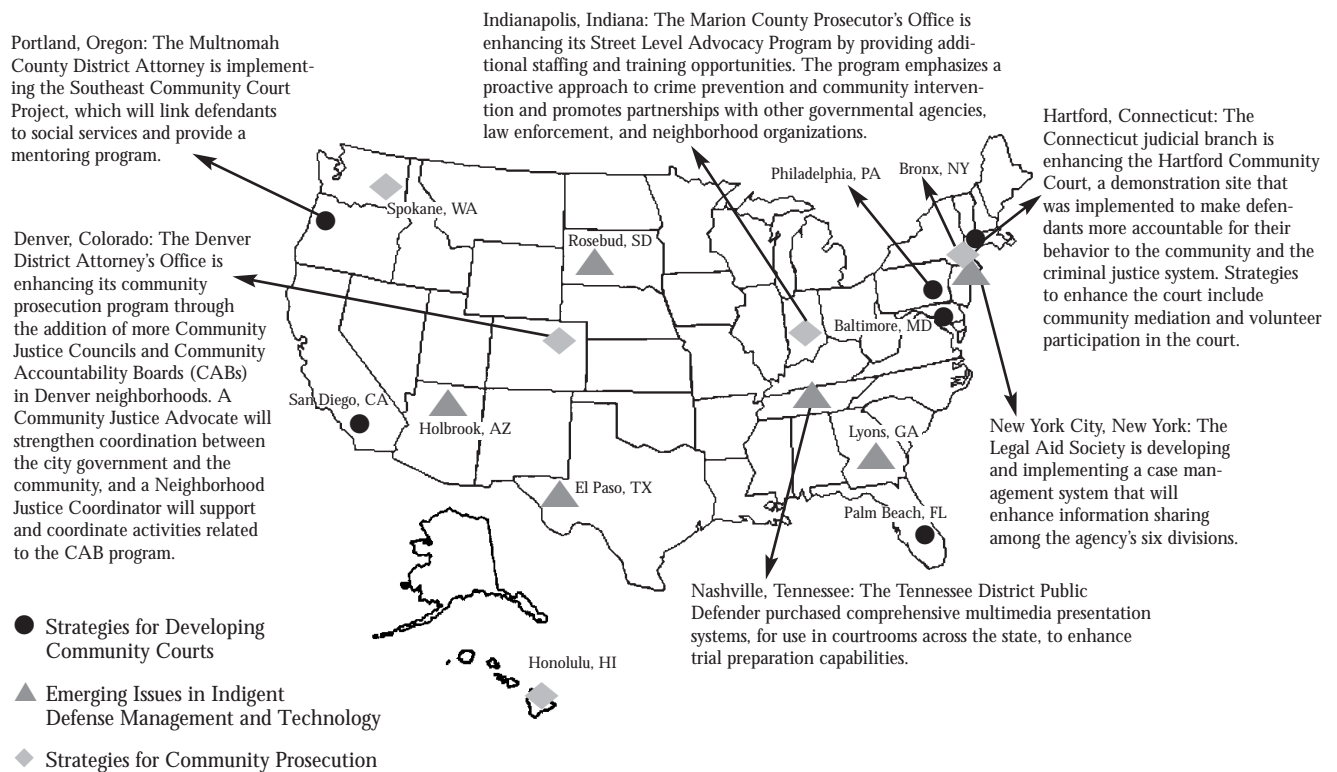 Portland, Oregon: The Multnomah
County District Attorney is implement-
ing the Southeast Community Court
Project, which will link defendants
to social services and provide a
mentoring program.
Indianapolis, Indiana: The Marion County Prosecutor's Office is
enhancing its Street Level Advocacy Program by providing addi-
tional staffing and training opportunities. The program emphasizes a
proactive approach to crime prevention and community interven-
tion and promotes partnerships with other governmental agencies,
law enforcement, and neighborhood organizations.
Hartford, Connecticut: The
Connecticut judicial branch is
enhancing the Hartford Community
Court, a demonstration site that
was implemented to make defen-
dants more accountable for their
behavior to the community and the
criminal justice system. Strategies
to enhance the court include
community mediation and volunteer
participation in the court.
Philadelphia, PA
Bronx, NY
Spokane, WA
Rosebud, SD
Denver, Colorado: The Denver
District Attorney's Office is
enhancing its community
prosecution program through
the addition of more Community
Justice Councils and Community
Accountability Boards (CABs)
in Denver neighborhoods. A
Community Justice Advocate will
strengthen coordination between
the city government and the
community, and a Neighborhood
Justice Coordinator will support
and coordinate activities related
to the CAB program.
Baltimore, MD
San Diego, CA
Holbrook, AZ
Lyons, GA
El Paso, TX
Palm Beach, FL
New York City, New York: The
Legal Aid Society is developing
and implementing a case man-
agement system that will
enhance information sharing
among the agency's six divisions.
Nashville, Tennessee: The Tennessee District Public
Defender purchased comprehensive multimedia presentation
systems, for use in courtrooms across the state, to enhance
trial preparation capabilities.
Honolulu, HI
Strategies for Developing
Community Courts
Emerging Issues in Indigent
Defense Management and Technology
Strategies for Community Prosecution